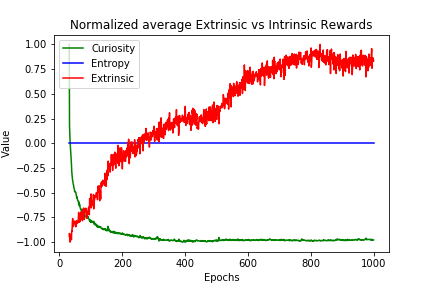 Normalized average Extrinsic vs Intrinsic Rewards
Curiosity
Entropy
Extrinsic
Value
1.00
0.75
0.50
0.25
0.00
−0.25
−0.50
−0.75
−1.00
0 200 400 600 800 1000
Epochs